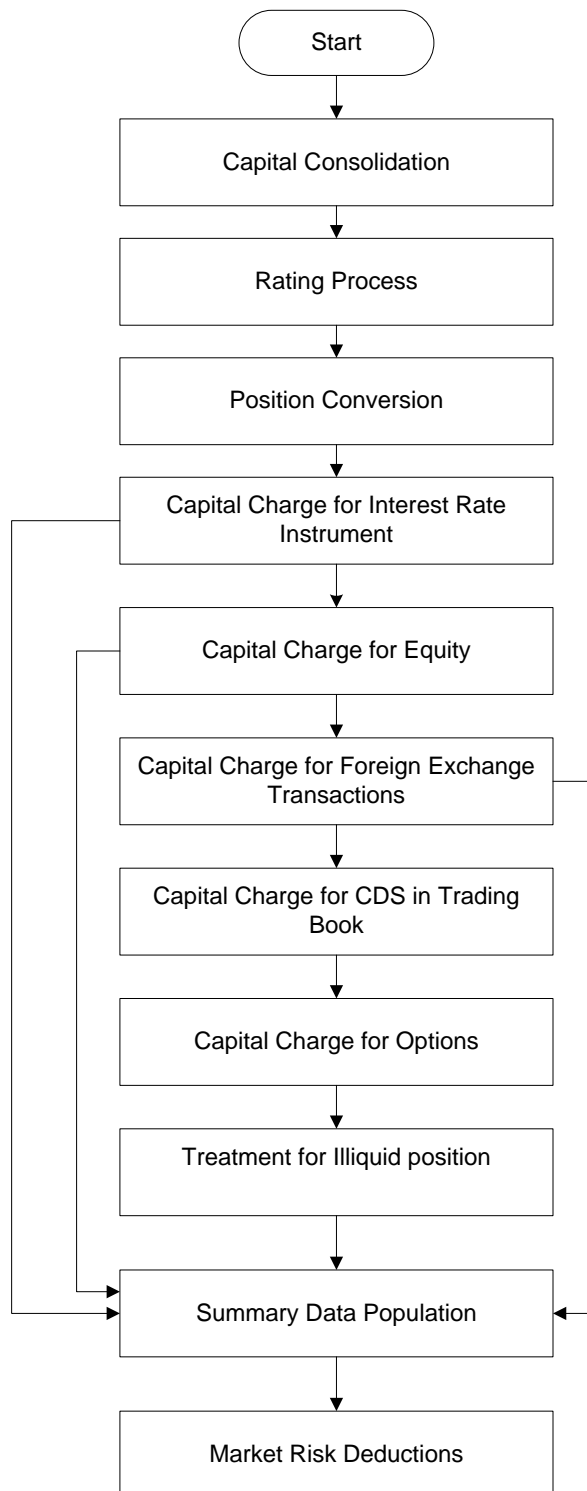 Start
Capital Consolidation
Rating Process
Position Conversion
Capital Charge for Interest Rate
Instrument
Capital Charge for Equity
Capital Charge for Foreign Exchange
Transactions
Capital Charge for CDS in Trading
Book
Capital Charge for Options
Treatment for Illiquid position
Summary Data Population
Market Risk Deductions